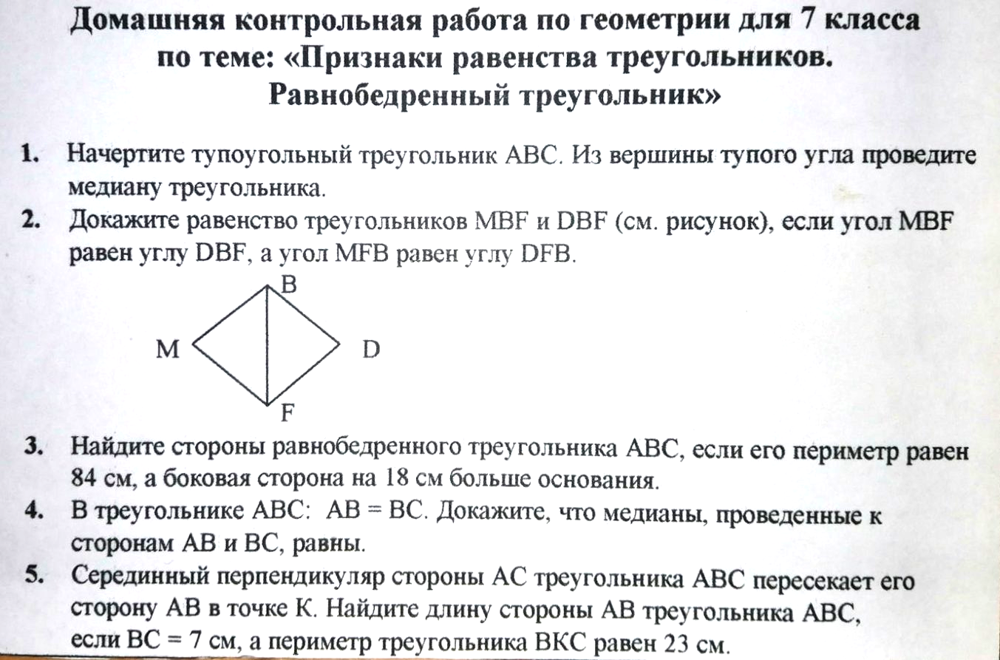 Домашняя контрольная работа по геометрии для 7 класса
по теме: «Признаки равенства треугольников.
Равнобедренный треугольник»
1. Начертите тупоугольный треугольник ABC. Из вершины тупого угла проведите
медиану треугольника.
2. Докажите равенство треугольников MBF и DBF (см. рисунок), если угол MBF
равен углу DBF, а угол MFB равен углу DFB.
B
M
D
F
3. Найдите стороны равнобедренного треугольника ABC, если его периметр равен
84 см, а боковая сторона на 18 см больше основания.
4. В треугольнике ABC: AB = BC. Докажите, что медианы, проведенные к
сторонам AB и BC, равны.
5. Серединный перпендикуляр стороны AC треугольника ABC пересекает его
сторону AB в точке K. Найдите длину стороны AB треугольника ABC,
если BC = 7 см, а периметр треугольника BKC равен 23 см.